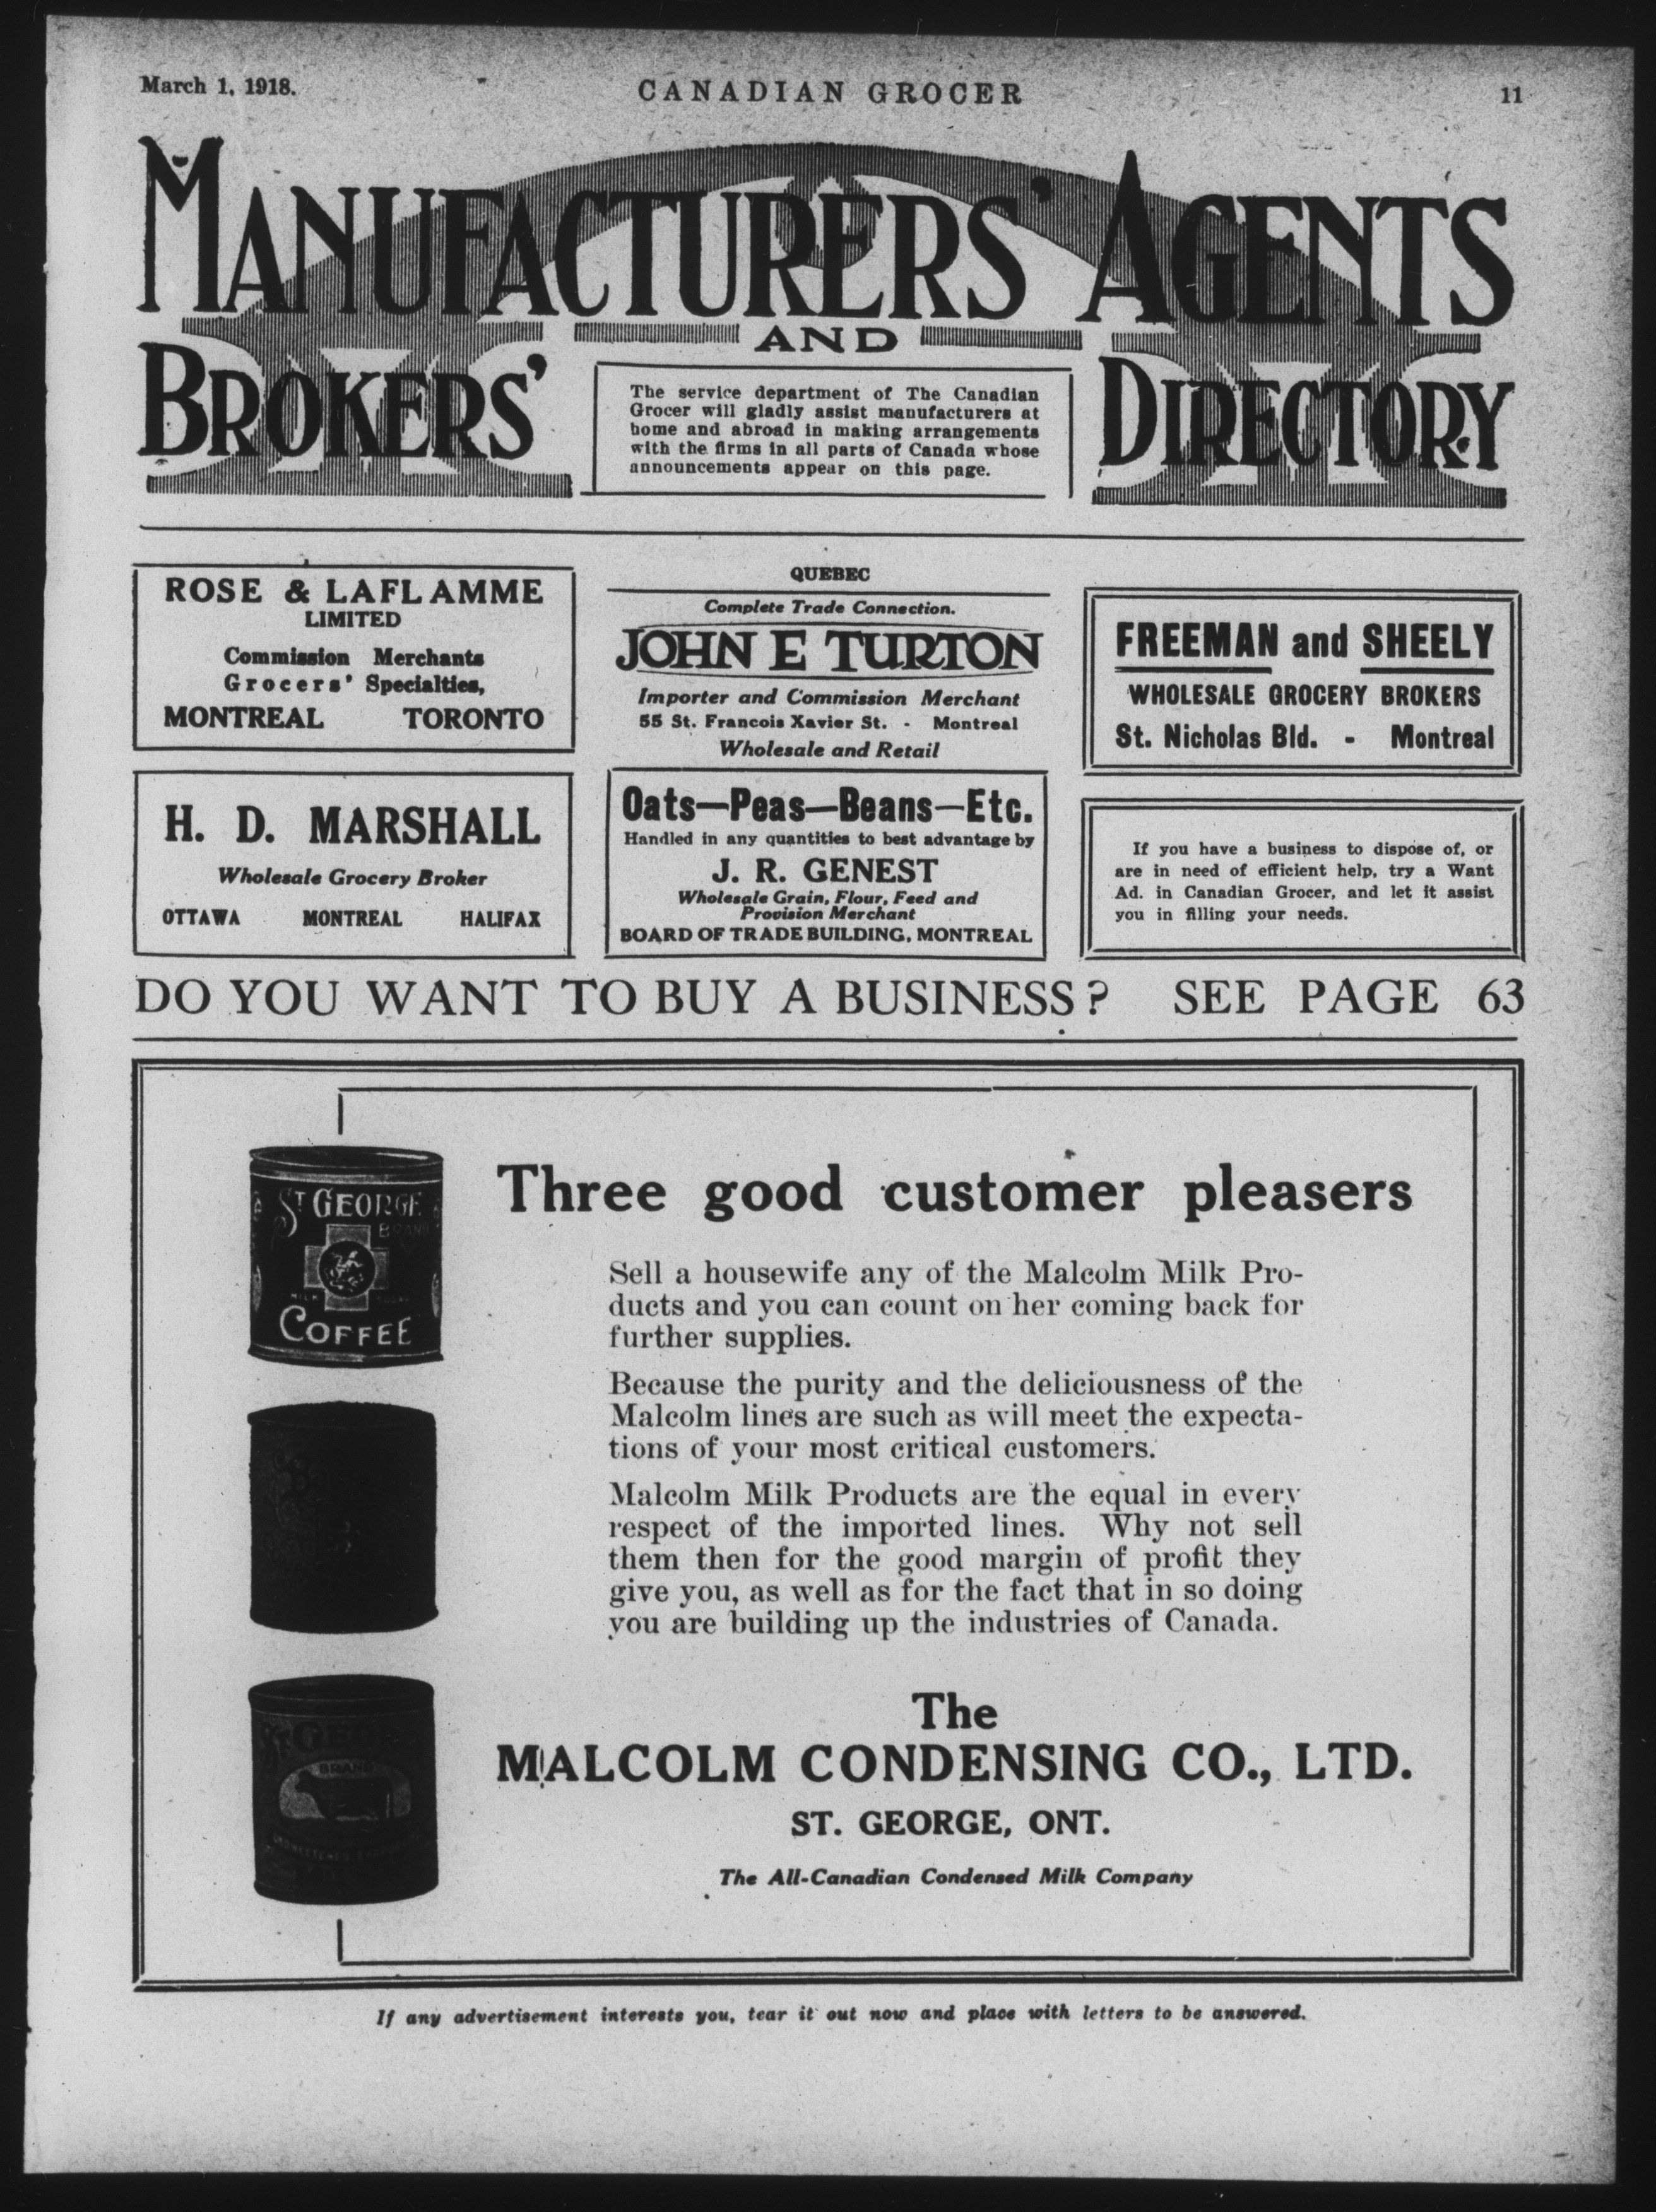 March 1, 1918.
CANADIAN GROCER
11
MANUFACTURERS' AGENTS
AND
BROKERS' DIRECTORY
The service department of The Canadian
Grocer will gladly assist manufacturers at
home and abroad in making arrangements
with the firms in all parts of Canada whose
announcements appear on this page.
ROSE & LAFLAMME
LIMITED
Commission Merchants
Grocers' Specialties,
MONTREAL TORONTO
H. D. MARSHALL
Wholesale Grocery Broker
OTTAWA MONTREAL HALIFAX
QUEBEC
Complete Trade Connection.
JOHN E TURTON
Importer and Commission Merchant
55 St. Francois Xavier St. - Montreal
Wholesale and Retail
Oats—Peas—Beans—Etc.
Handled in any quantities to best advantage by
J. R. GENEST
Wholesale Grain, Flour, Feed and
Provision Merchant
BOARD OF TRADE BUILDING, MONTREAL
FREEMAN and SHEELY
WHOLESALE GROCERY BROKERS
St. Nicholas Bld. - Montreal
If you have a business to dispose of, or
are in need of efficient help, try a Want
Ad. in Canadian Grocer, and let it assist
you in filling your needs.
DO YOU WANT TO BUY A BUSINESS? SEE PAGE 63
ST GEORGE
BRAND
COFFEE
BRAND
Three good customer pleasers
Sell a housewife any of the Malcolm Milk Pro-
ducts and you can count on her coming back for
further supplies.
Because the purity and the deliciousness of the
Malcolm lines are such as will meet the expecta-
tions of your most critical customers.
Malcolm Milk Products are the equal in every
respect of the imported lines. Why not sell
them then for the good margin of profit they
give you, as well as for the fact that in so doing
you are building up the industries of Canada.
The
MALCOLM CONDENSING CO., LTD.
ST. GEORGE, ONT.
The All-Canadian Condensed Milk Company
If any advertisement interests you, tear it out now and place with letters to be answered.